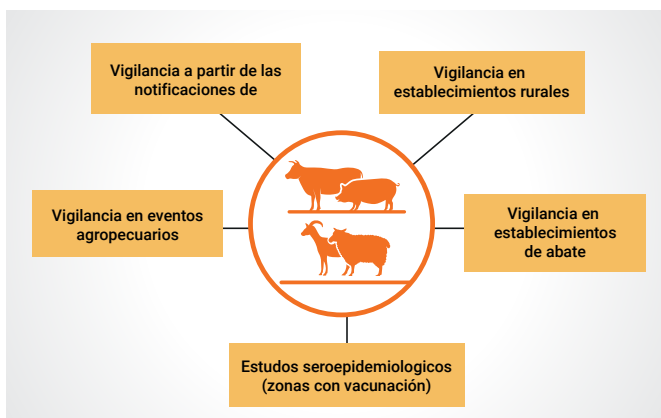 Vigilancia a partir de las
notificaciones de
Vigilancia en
establecimientos rurales
Vigilancia en eventos
agropecuarios
Vigilancia en
establecimientos
de abate
Estudos seroepidemiologicos
(zonas con vacunación)